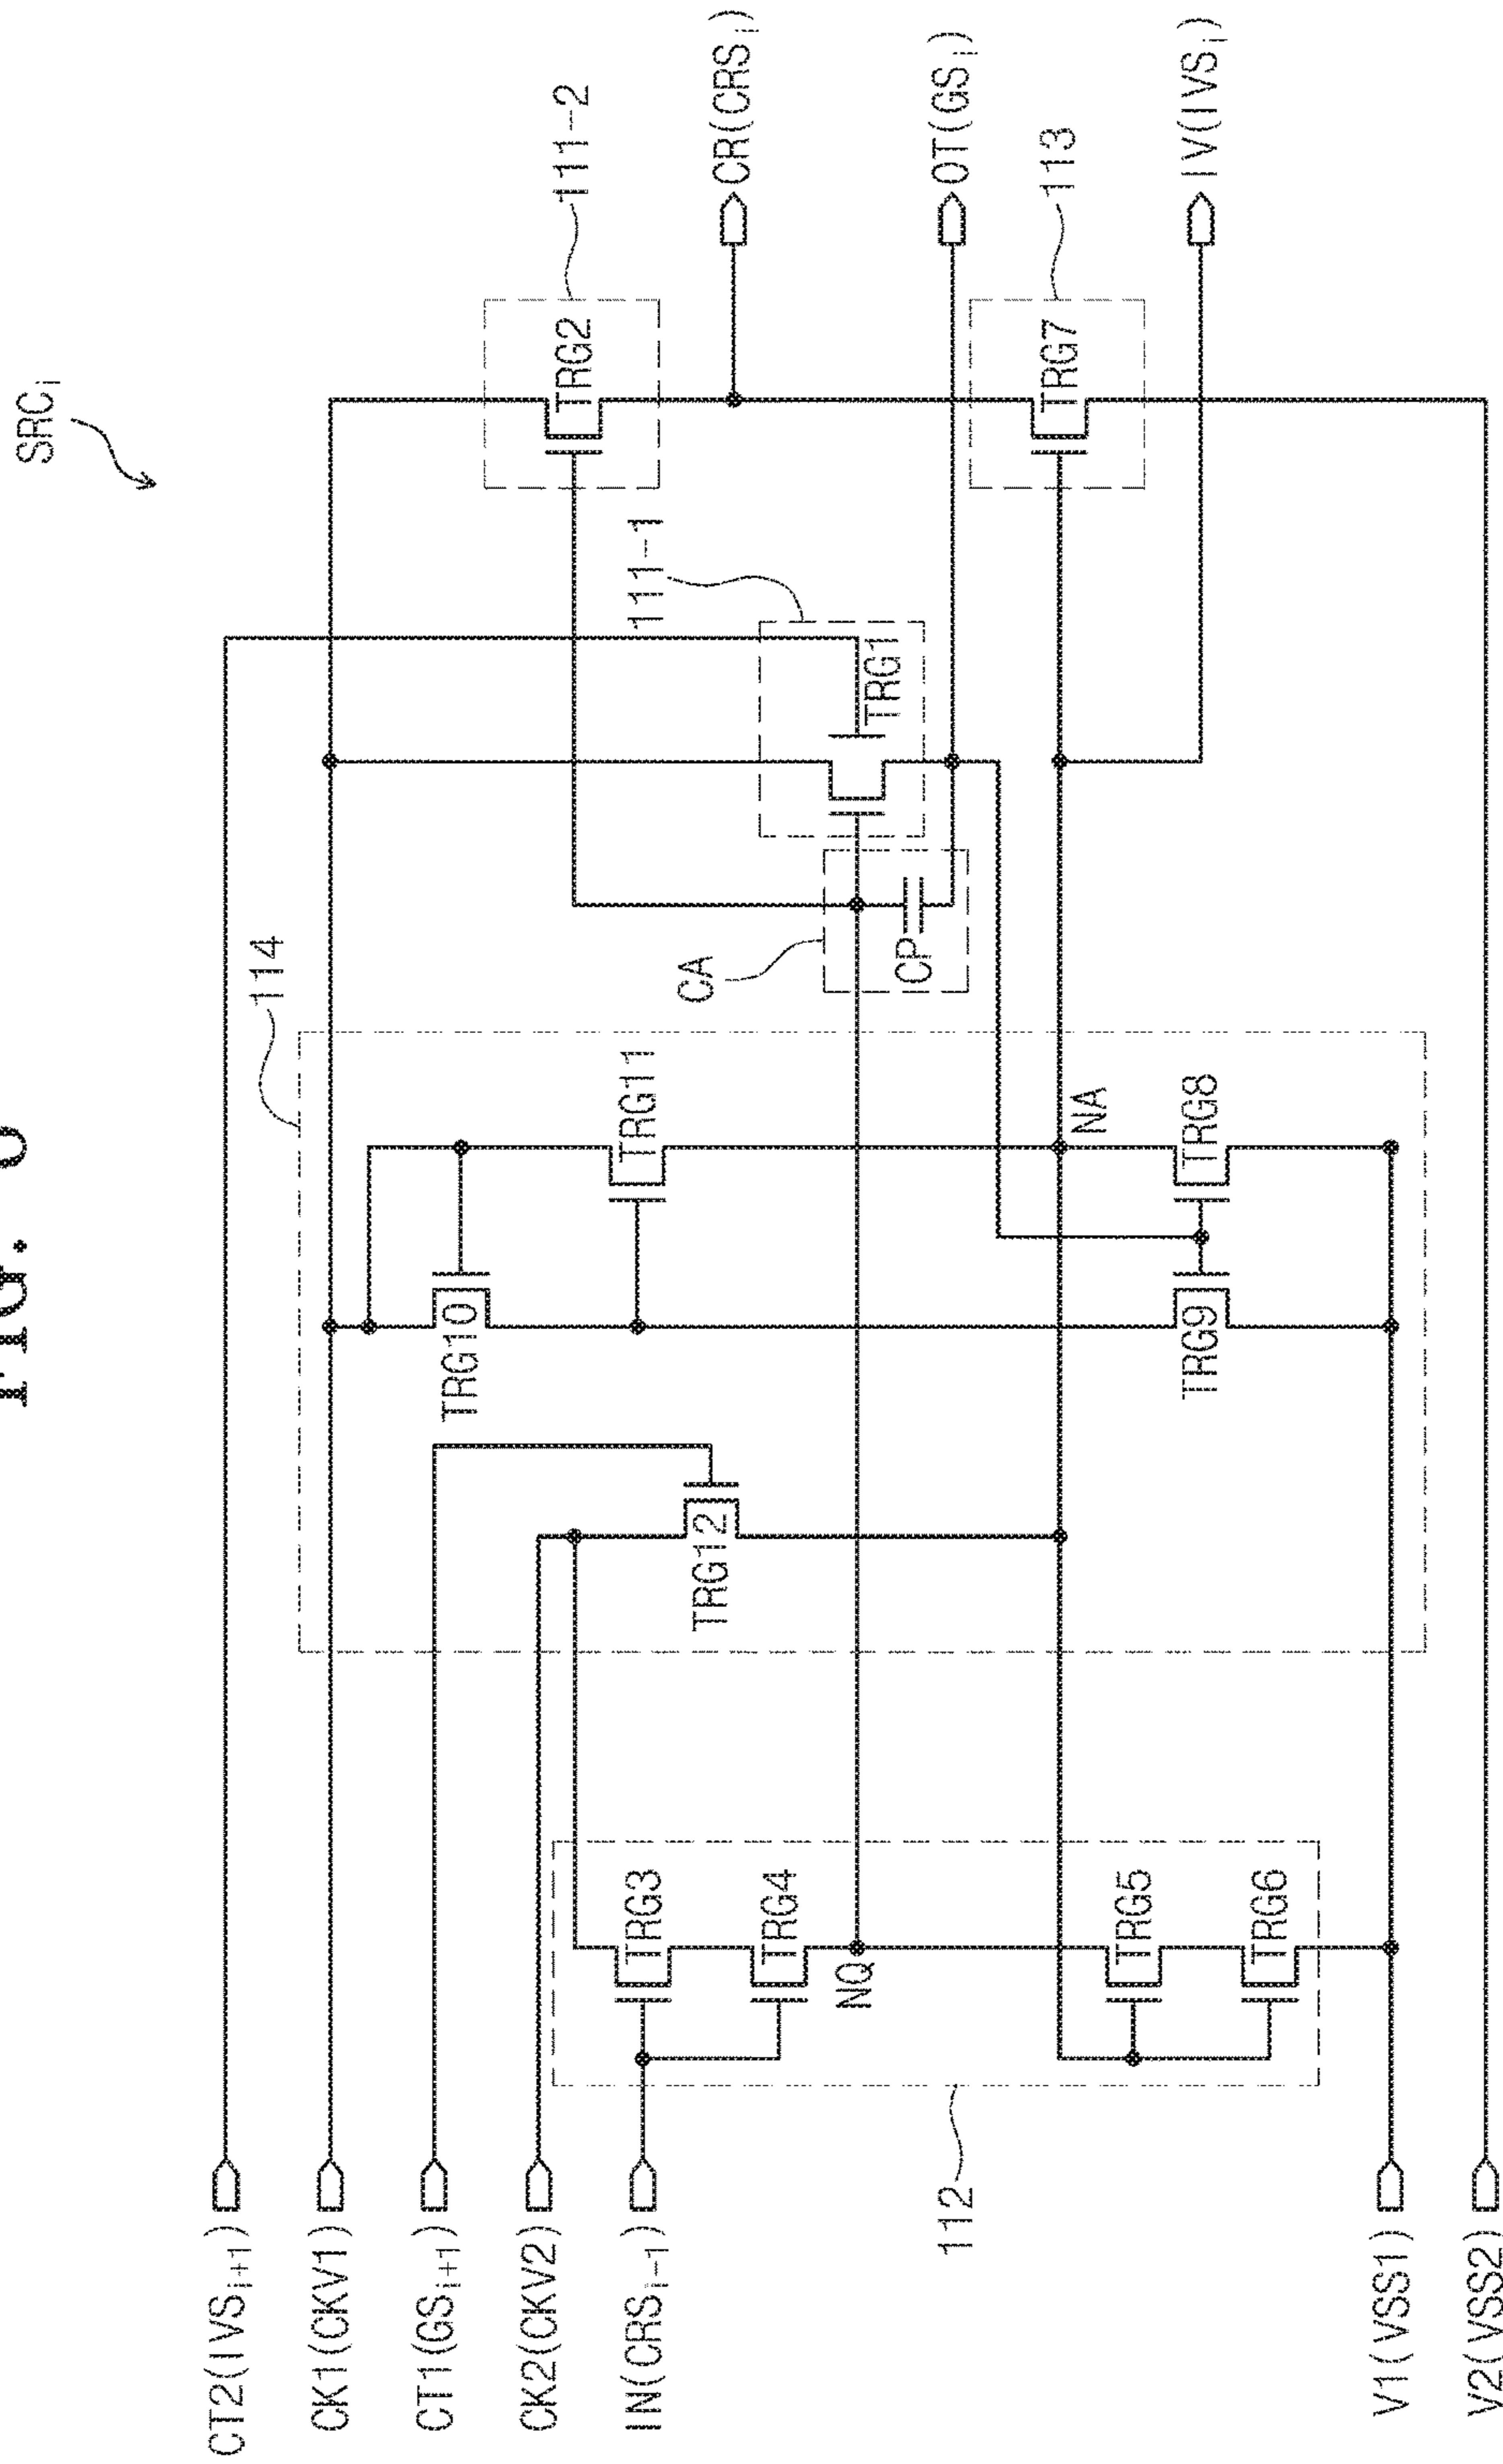 FIG.
SRCᵢ
CT2(IVSᵢ₊₁)
114
CK1(CKV1)
CT1(GSᵢ₊₁)
TRG10
CK2(CKV2)
111-2
TRG2
IN(CRSᵢ₋₁)
TRG3
TRG11
111-1
TRG12
CA
CR(CRSᵢ)
TRG4
NQ
TRG1
CP
112
OT(GSᵢ)
TRG7
113
NA
TRG5
TRG9
TRG8
IV(IVSᵢ)
TRG6
V1(VSS1)
V2(VSS2)